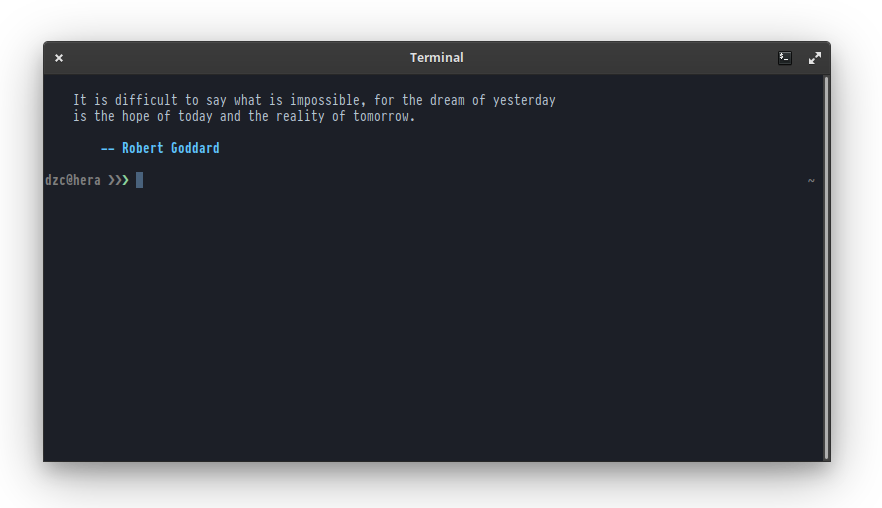 Terminal
It is difficult to say what is impossible, for the dream of yesterday
is the hope of today and the reality of tomorrow.
-- Robert Goddard
dzc@hera ❯❯❯ ~